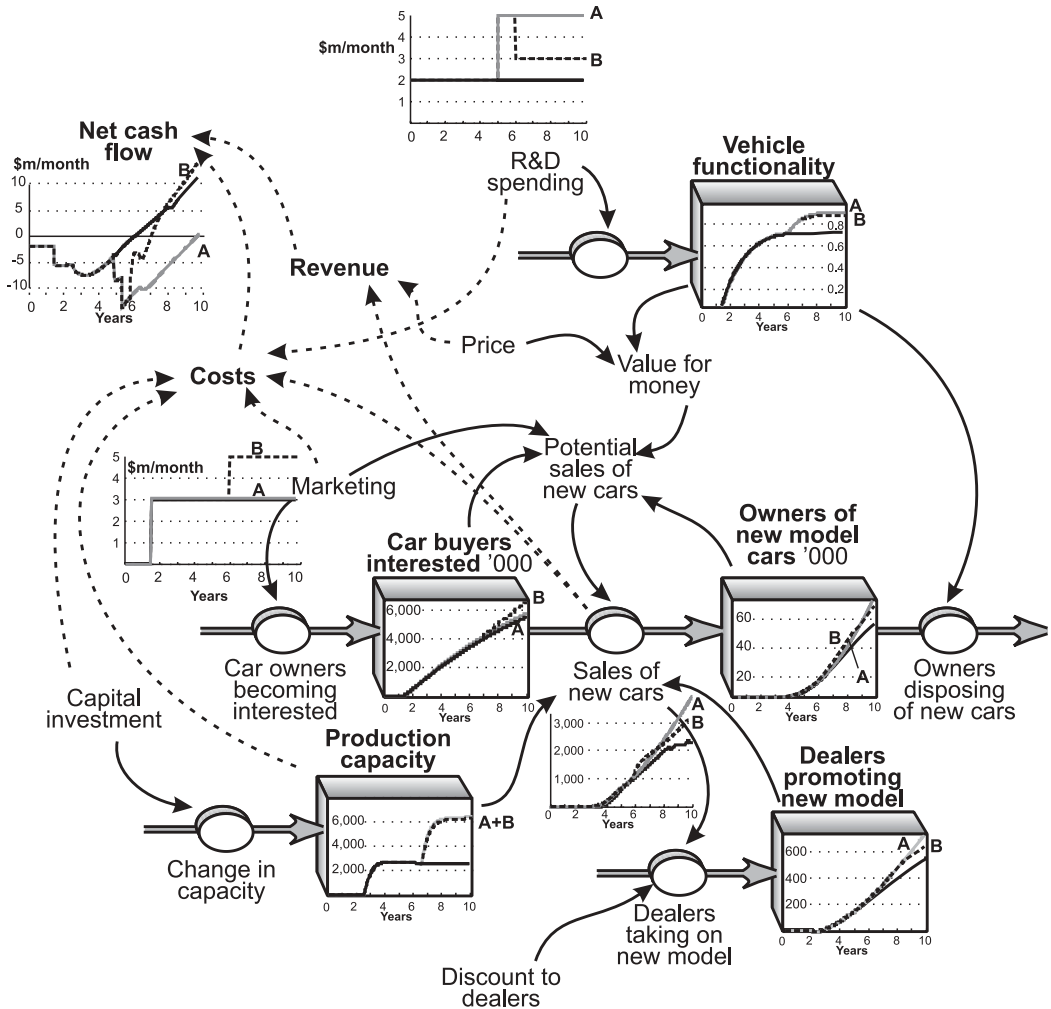 5
A
4
$m/month
3
B
2
1
0 2 4 6 8 10
R&D
spending
Net cash
flow
$m/month
B
10
5
0
A
-5
-10
0 2 4 6 8 10
Years
Vehicle
functionality
A
B
0.8
0.6
0.4
0.2
0 2 4 6 8 10
Years
Revenue
Price
Value for
money
Costs
5
$m/month
B
4
A
3
2
1
0 2 4 6 8 10
Years
Marketing
Potential
sales of
new cars
Car buyers
interested '000
6,000
B
A
4,000
2,000
0 2 4 6 8 10
Years
Owners of
new model
cars '000
60
40
B
A
20
0 2 4 6 8 10
Years
Car owners
becoming
interested
Sales of
new cars
A
3,000
B
2,000
1,000
0 2 4 6 8 10
Years
Owners
disposing
of new cars
Capital
investment
Production
capacity
6,000
A+B
4,000
2,000
0 2 4 6 8 10
Years
Change in
capacity
Dealers
promoting
new model
600
A
B
400
200
0 2 4 6 8 10
Years
Dealers
taking on
new model
Discount to
dealers